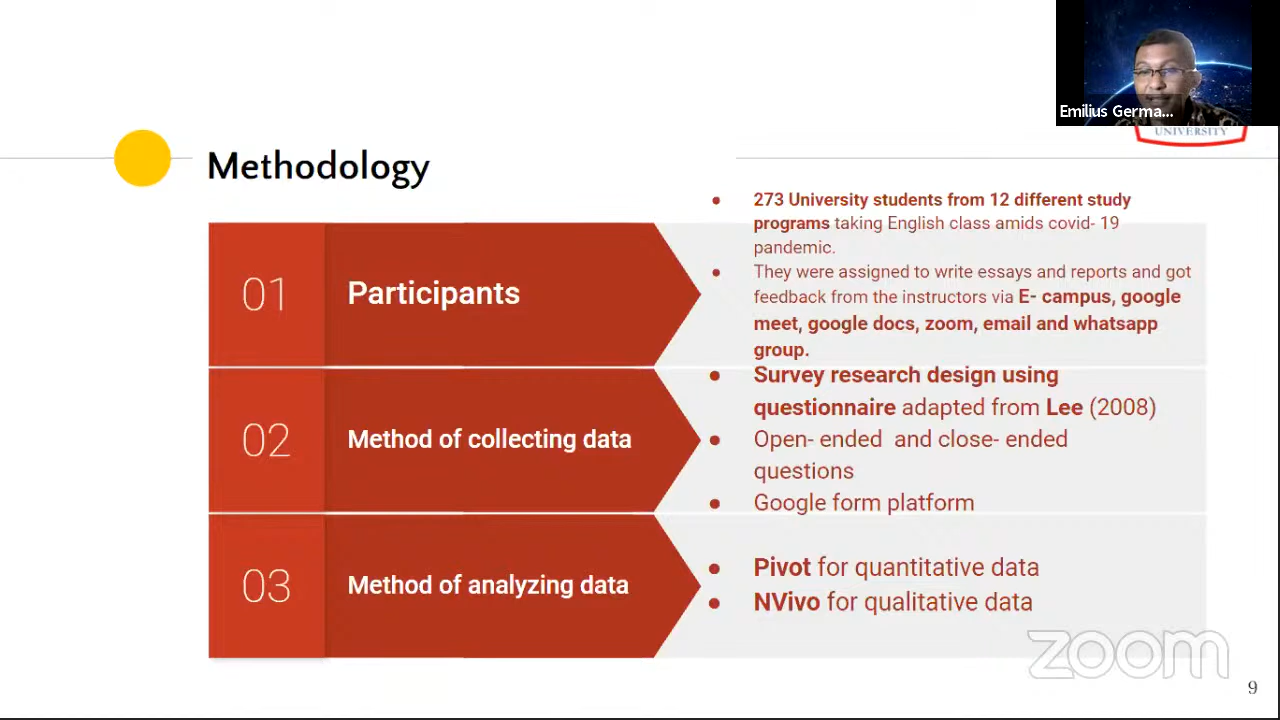 Emilius Germa...
UNIVERSITY
Methodology
01
Participants
● 273 University students from 12 different study
programs taking English class amids covid- 19
pandemic.
● They were assigned to write essays and reports and got
feedback from the instructors via E- campus, google
meet, google docs, zoom, email and whatsapp
group.
02
Method of collecting data
● Survey research design using
questionnaire adapted from Lee (2008)
● Open- ended and close- ended
questions
● Google form platform
03
Method of analyzing data
● Pivot for quantitative data
● NVivo for qualitative data
zoom
9